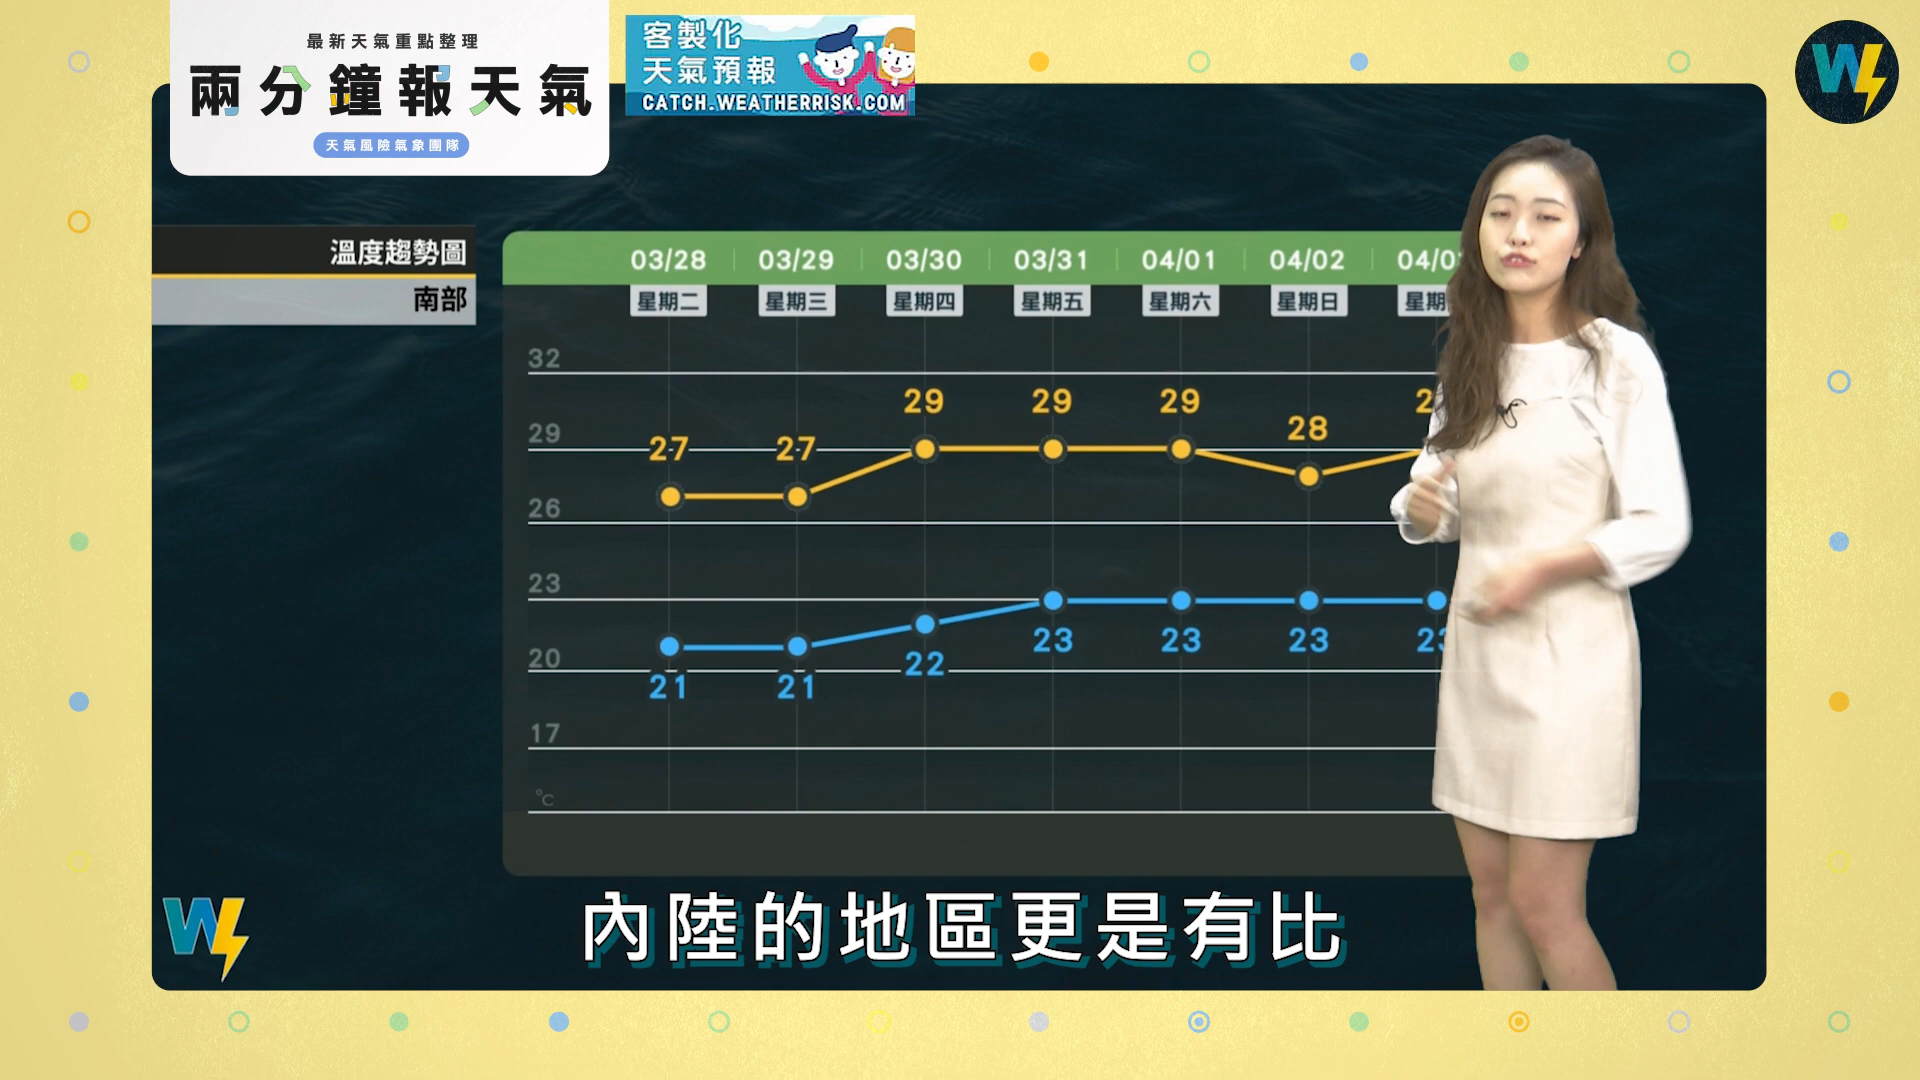 最新天氣重點整理
兩分鐘報天氣
天氣風險氣象團隊
客製化
天氣預報
CATCH.WEATHERRISK.COM
溫度趨勢圖
南部
03/28 03/29 03/30 03/31 04/01 04/02
星期二 星期三 星期四 星期五 星期六 星期日
32
29 29 29
28
29
27 27
26
23
23 23 23
22
20
21 21
17
°C
內陸的地區更是有比